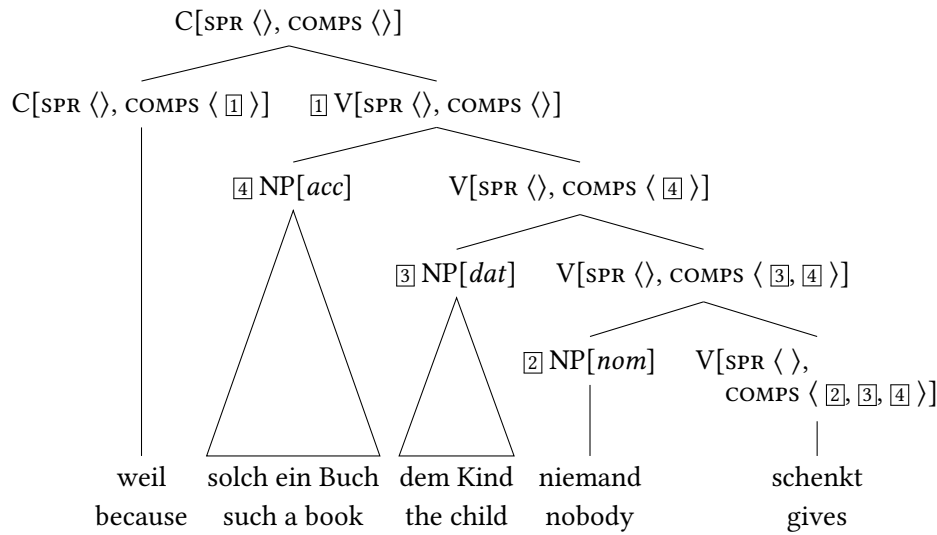 C[SPR ⟨⟩, COMPS ⟨⟩]
C[SPR ⟨⟩, COMPS ⟨ 1 ⟩] 1 V[SPR ⟨⟩, COMPS ⟨⟩]
4 NP[acc] V[SPR ⟨⟩, COMPS ⟨ 4 ⟩]
3 NP[dat] V[SPR ⟨⟩, COMPS ⟨ 3, 4 ⟩]
2 NP[nom] V[SPR ⟨ ⟩,
COMPS ⟨ 2, 3, 4 ⟩]
weil solch ein Buch dem Kind niemand schenkt
because such a book the child nobody gives